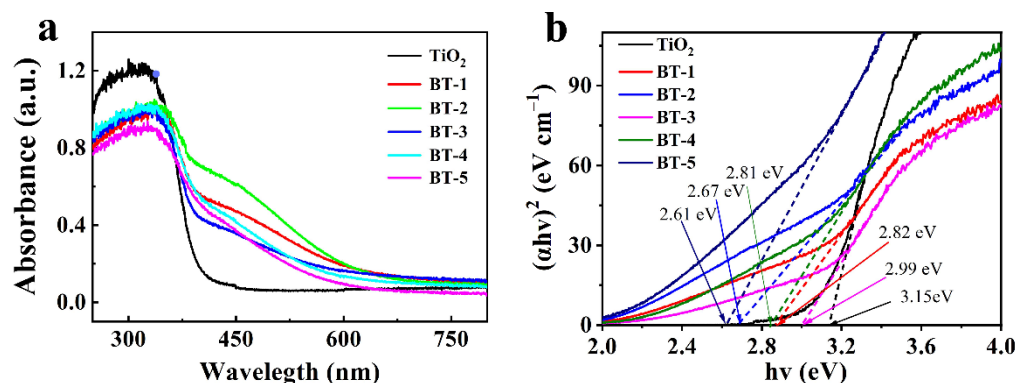 a
TiO₂
BT-1
BT-2
BT-3
BT-4
BT-5
1.2
0.8
0.4
0.0
Absorbance (a.u.)
300
450
600
750
Wavelegth (nm)
b
TiO₂
BT-1
BT-2
BT-3
BT-4
BT-5
90
60
30
0
(αhν)² (eV cm⁻¹)
2.81 eV
2.67 eV
2.61 eV
2.82 eV
2.99 eV
3.15eV
2.0
2.4
2.8
3.2
3.6
4.0
hν (eV)